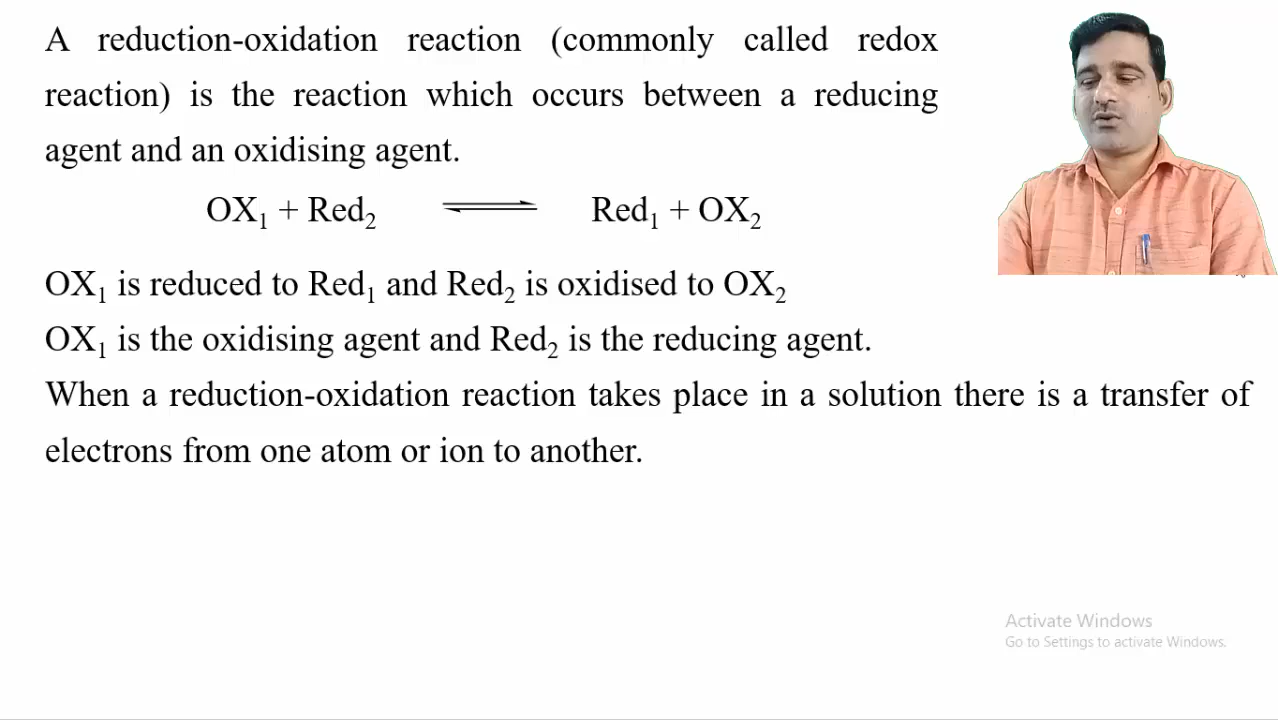 A reduction-oxidation reaction (commonly called redox
reaction) is the reaction which occurs between a reducing
agent and an oxidising agent.
OX₁ + Red₂ ⇌ Red₁ + OX₂
OX₁ is reduced to Red₁ and Red₂ is oxidised to OX₂
OX₁ is the oxidising agent and Red₂ is the reducing agent.
When a reduction-oxidation reaction takes place in a solution there is a transfer of
electrons from one atom or ion to another.
Activate Windows
Go to Settings to activate Windows.